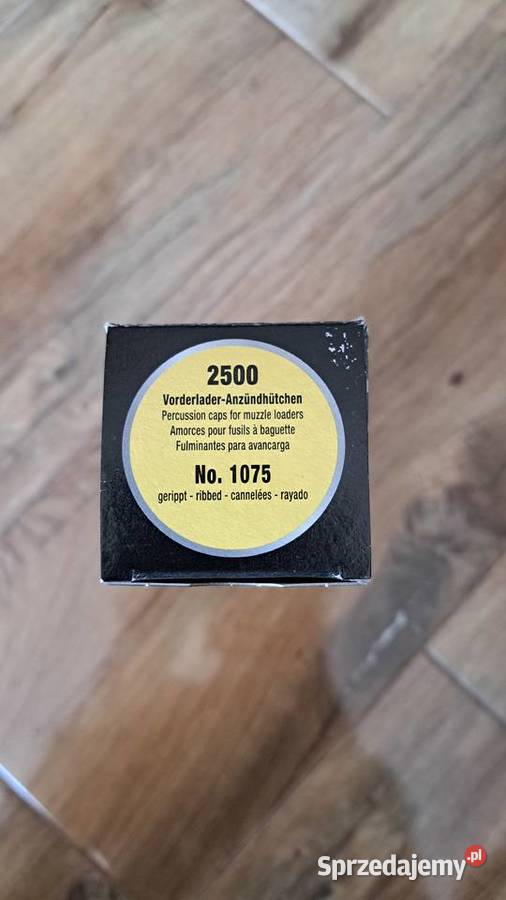 2500
Vorderlader-Anzündhütchen
Percussion caps for muzzle loaders
Amorces pour fusils à baguette
Fulminantes para avancarga
No. 1075
gerippt - ribbed - cannelées - rayado
Sprzedajemy.pl